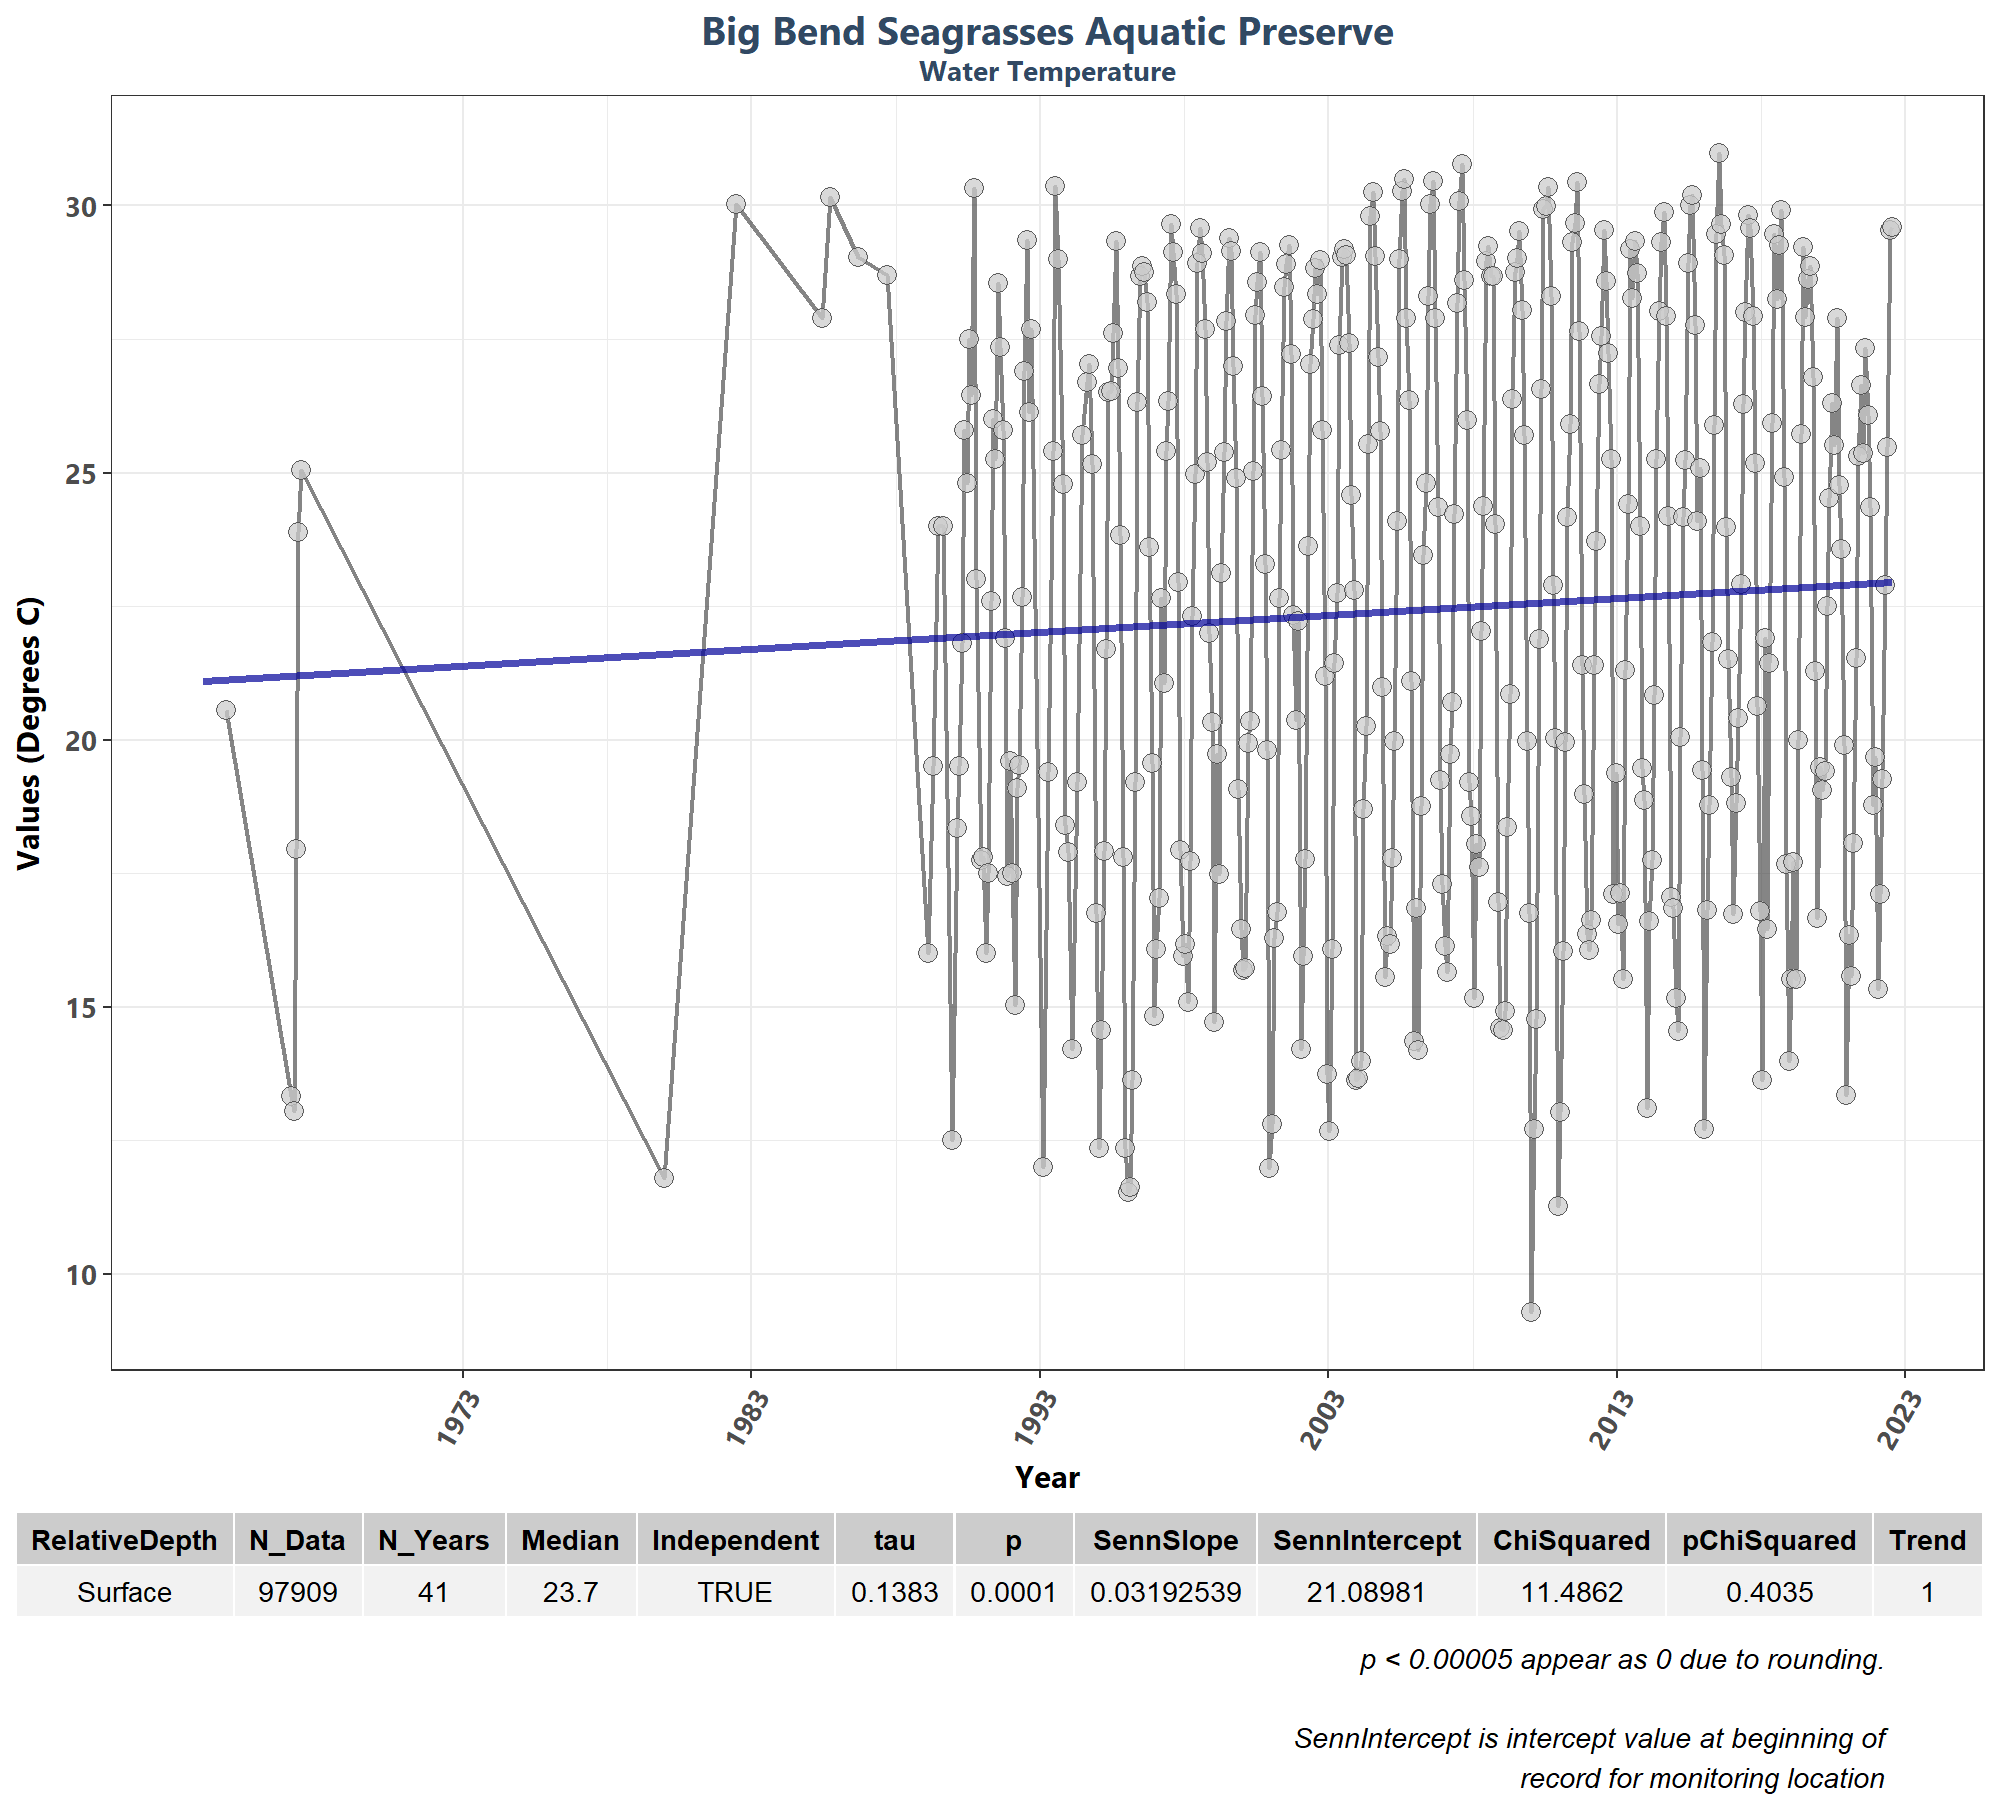 Big Bend Seagrasses Aquatic Preserve
Water Temperature
Values (Degrees C)
30
25
20
15
10
1973
1983
1993
2003
2013
2023
Year
RelativeDepth N_Data N_Years Median Independent tau p SennSlope SennIntercept ChiSquared pChiSquared Trend
Surface 97909 41 23.7 TRUE 0.1383 0.0001 0.03192539 21.08981 11.4862 0.4035 1
p < 0.00005 appear as 0 due to rounding.
SennIntercept is intercept value at beginning of
record for monitoring location